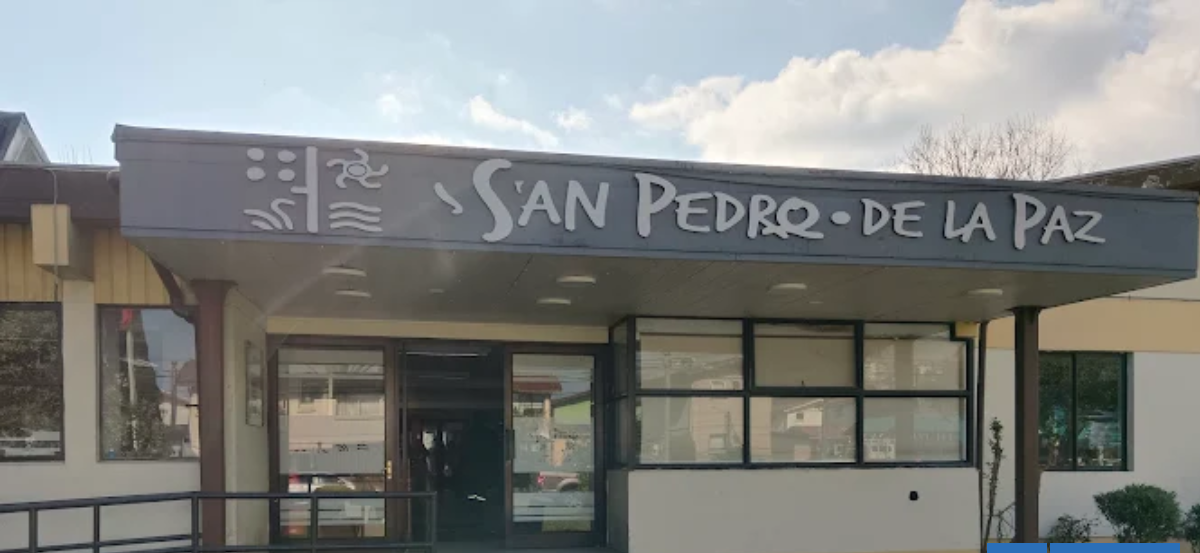 SAN PEDRO • DE LA PAZ